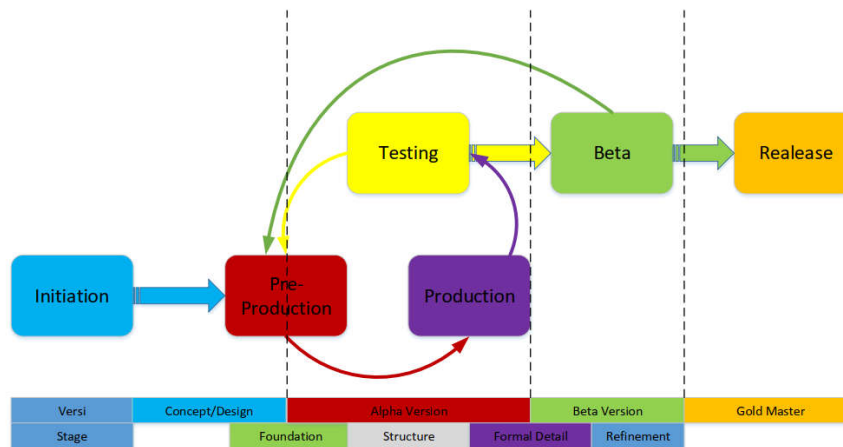 Testing
Beta
Realease
Initiation
Pre-
Production
Production
Versi
Concept/Design
Alpha Version
Beta Version
Gold Master
Stage
Foundation
Structure
Formal Detail
Refinement